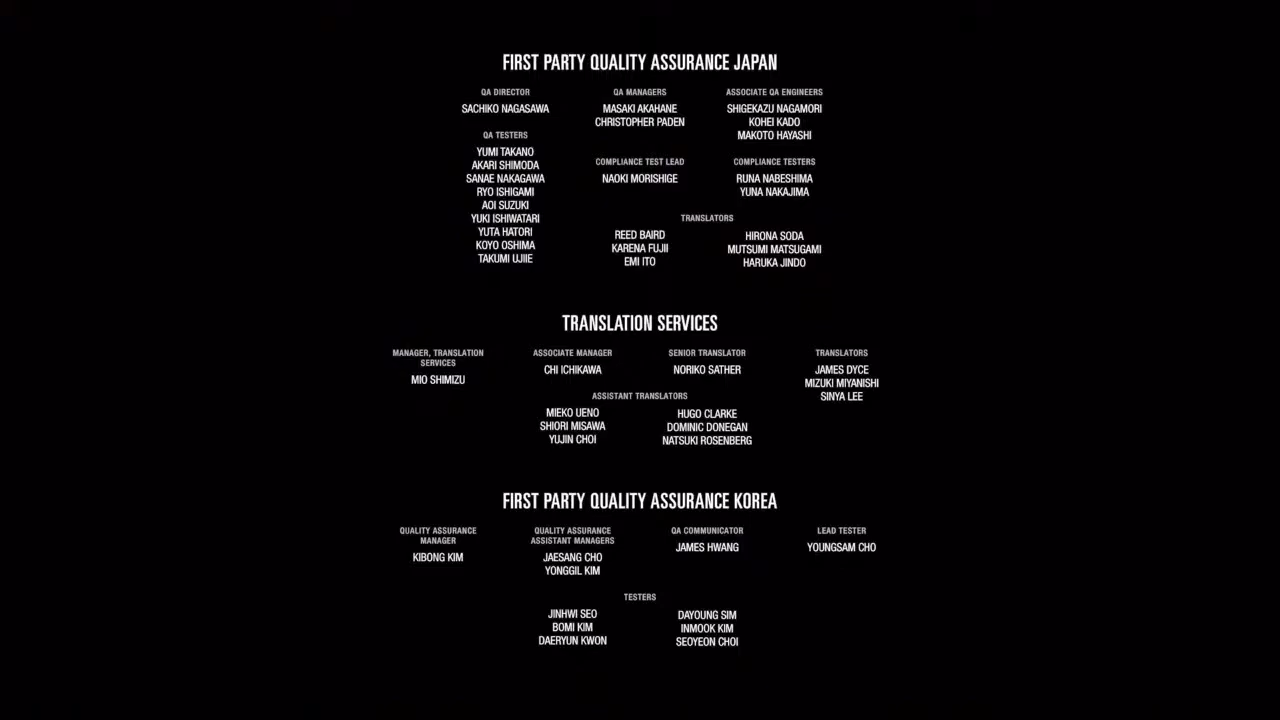 FIRST PARTY QUALITY ASSURANCE JAPAN
QA DIRECTOR
SACHIKO NAGASAWA
QA MANAGERS
MASAKI AKAHANE
CHRISTOPHER PADEN
ASSOCIATE QA ENGINEERS
SHIGEKAZU NAGAMORI
KOHEI KADO
MAKOTO HAYASHI
QA TESTERS
YUMI TAKANO
AKARI SHIMODA
SANAE NAKAGAWA
RYO ISHIGAMI
AOI SUZUKI
YUKI ISHIWATARI
YUTA HATORI
KOYO OSHIMA
TAKUMI UJIIE
COMPLIANCE TEST LEAD
NAOKI MORISHIGE
COMPLIANCE TESTERS
RUNA NABESHIMA
YUNA NAKAJIMA
TRANSLATORS
REED BAIRD
KARENA FUJII
EMI ITO
HIRONA SODA
MUTSUMI MATSUGAMI
HARUKA JINDO
TRANSLATION SERVICES
MANAGER, TRANSLATION
SERVICES
MIO SHIMIZU
ASSOCIATE MANAGER
CHI ICHIKAWA
SENIOR TRANSLATOR
NORIKO SATHER
TRANSLATORS
JAMES DYCE
MIZUKI MIYANISHI
SINYA LEE
ASSISTANT TRANSLATORS
MIEKO UENO
SHIORI MISAWA
YUJIN CHOI
HUGO CLARKE
DOMINIC DONEGAN
NATSUKI ROSENBERG
FIRST PARTY QUALITY ASSURANCE KOREA
QUALITY ASSURANCE
MANAGER
KIBONG KIM
QUALITY ASSURANCE
ASSISTANT MANAGERS
JAESANG CHO
YONGGIL KIM
QA COMMUNICATOR
JAMES HWANG
LEAD TESTER
YOUNGSAM CHO
TESTERS
JINHWI SEO
BOMI KIM
DAERYUN KWON
DAYOUNG SIM
INMOOK KIM
SEOYEON CHOI